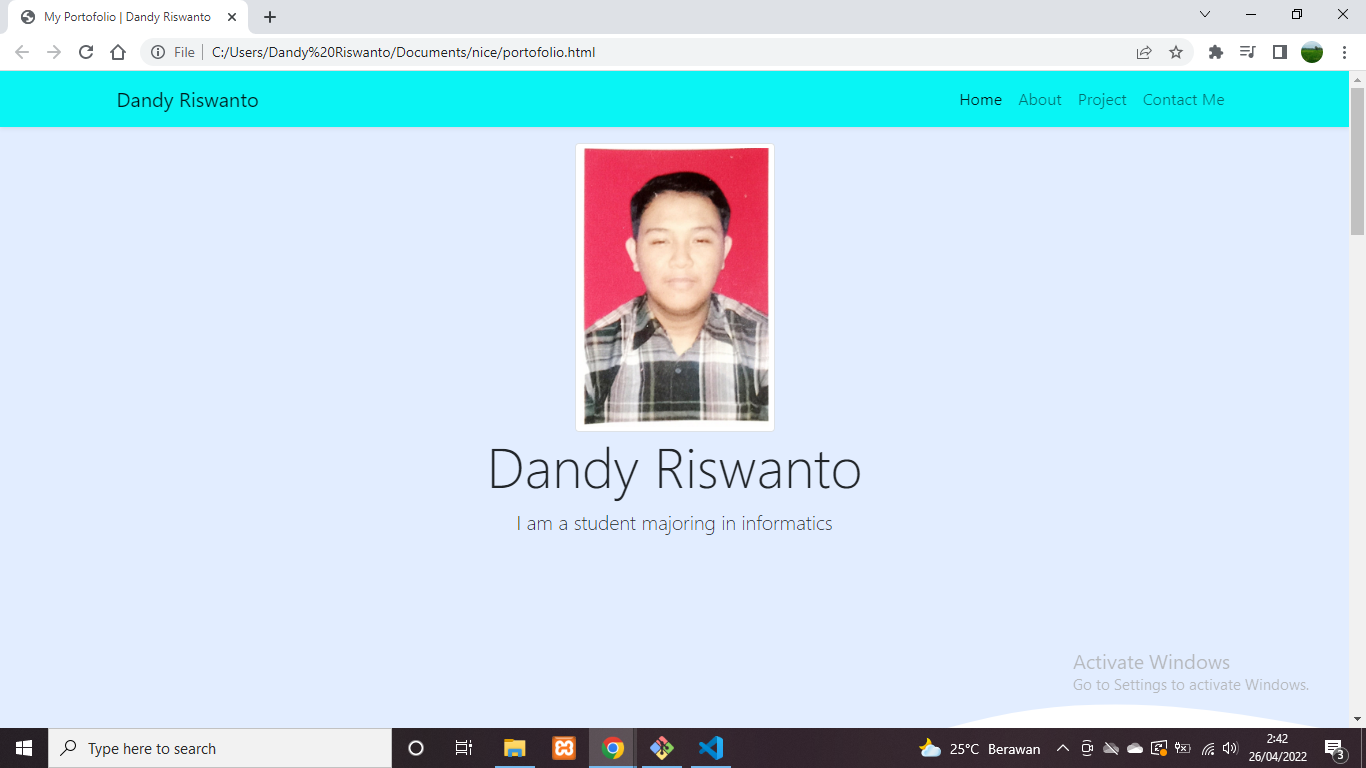 My Portofolio | Dandy Riswanto
File
C:/Users/Dandy%20Riswanto/Documents/nice/portofolio.html
Dandy Riswanto
Home About Project Contact Me
Dandy Riswanto
I am a student majoring in informatics
Activate Windows
Go to Settings to activate Windows.
Type here to search
25°C Berawan
2:42
26/04/2022
3